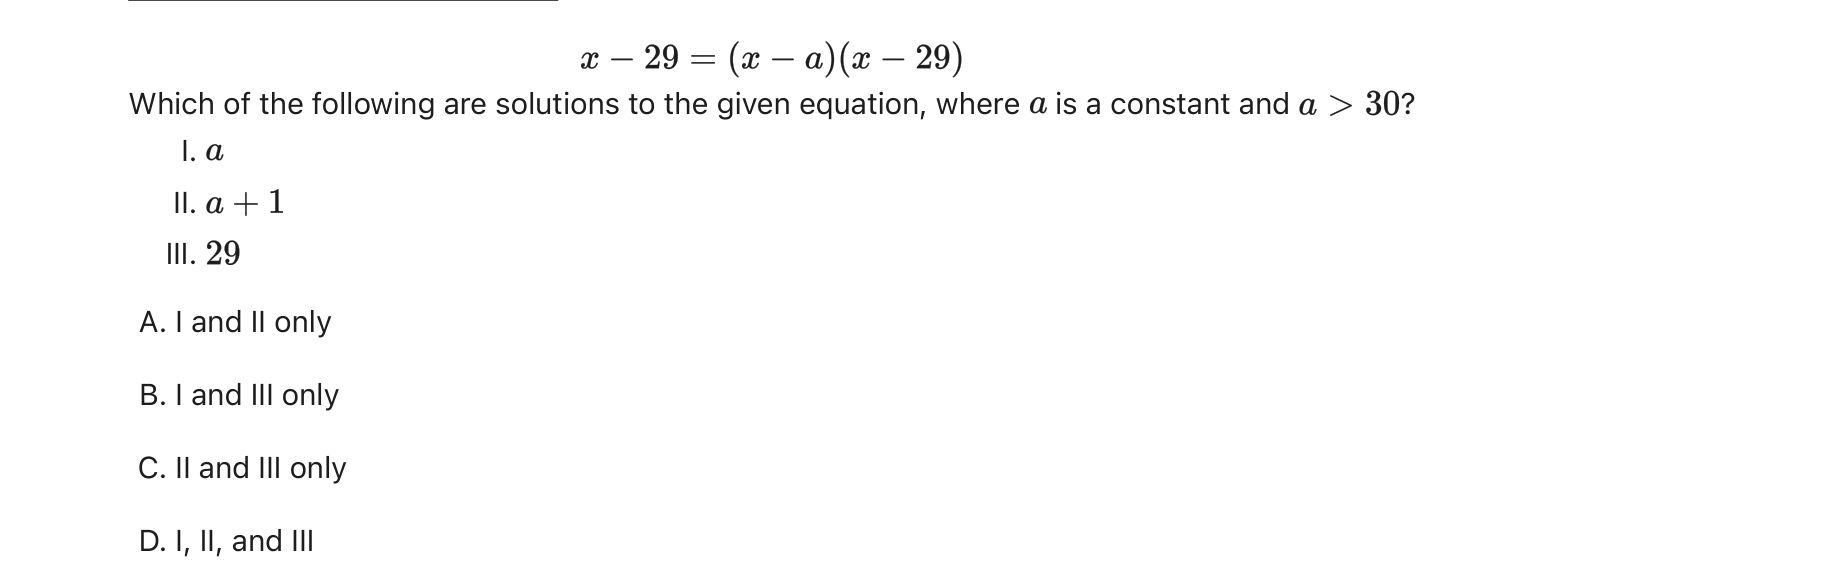 x − 29 = (x − a)(x − 29)
Which of the following are solutions to the given equation, where a is a constant and a > 30?
I. a
II. a + 1
III. 29
A. I and II only
B. I and III only
C. II and III only
D. I, II, and III